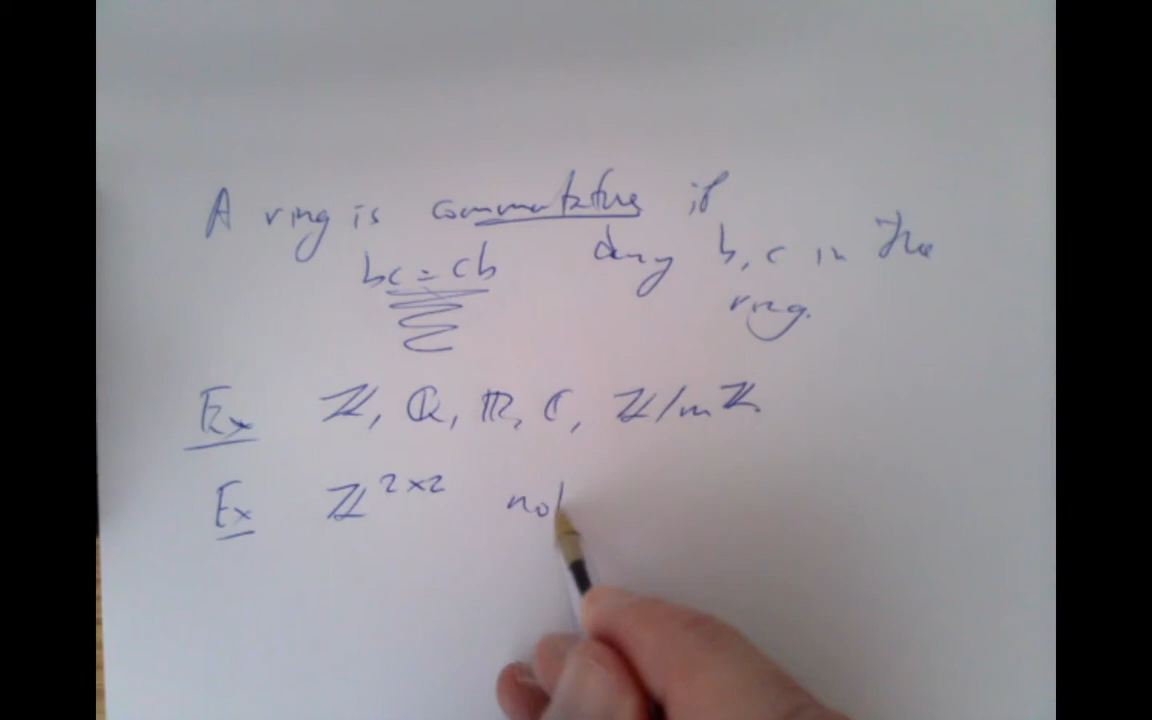 A ring is commutative if
bc = cb any b, c in the
ring.
Ex ℤ, ℚ, ℝ, ℂ, ℤ/mℤ
Ex ℤ^{2×2} not